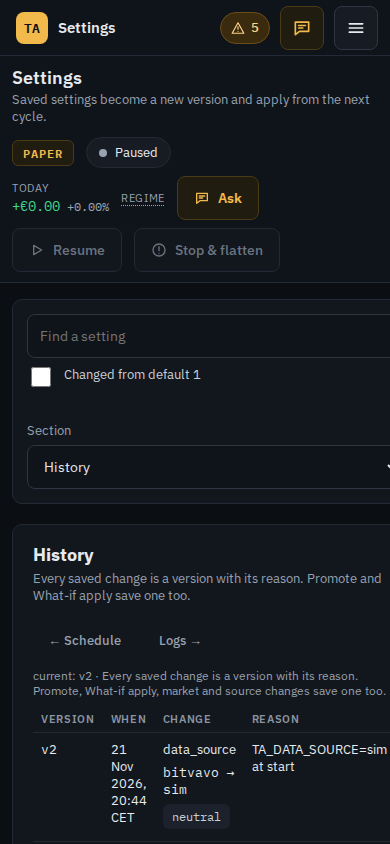 TA Settings 5
Settings
Saved settings become a new version and apply from the next
cycle.
PAPER Paused
TODAY
+€0.00 +0.00% REGIME Ask
Resume Stop & flatten
Find a setting
Changed from default 1
Section
History
History
Every saved change is a version with its reason. Promote and
What-if apply save one too.
← Schedule Logs →
current: v2 · Every saved change is a version with its reason.
Promote, What-if apply, market and source changes save one too.
VERSION WHEN CHANGE REASON
v2 21 data_source TA_DATA_SOURCE=sim
Nov bitvavo → at start
2026, sim
20:44 neutral
CET